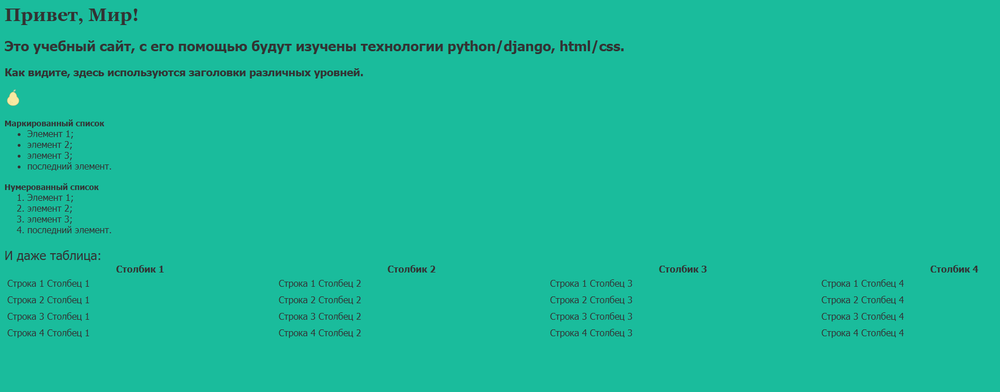 Привет, Мир!
Это учебный сайт, с его помощью будут изучены технологии python/django, html/css.
Как видите, здесь используются заголовки различных уровней.
Маркированный список
• Элемент 1;
• элемент 2;
• элемент 3;
• последний элемент.
Нумерованный список
1. Элемент 1;
2. элемент 2;
3. элемент 3;
4. последний элемент.
И даже таблица:
Столбик 1 Столбик 2 Столбик 3 Столбик 4
Строка 1 Столбец 1 Строка 1 Столбец 2 Строка 1 Столбец 3 Строка 1 Столбец 4
Строка 2 Столбец 1 Строка 2 Столбец 2 Строка 2 Столбец 3 Строка 2 Столбец 4
Строка 3 Столбец 1 Строка 3 Столбец 2 Строка 3 Столбец 3 Строка 3 Столбец 4
Строка 4 Столбец 1 Строка 4 Столбец 2 Строка 4 Столбец 3 Строка 4 Столбец 4